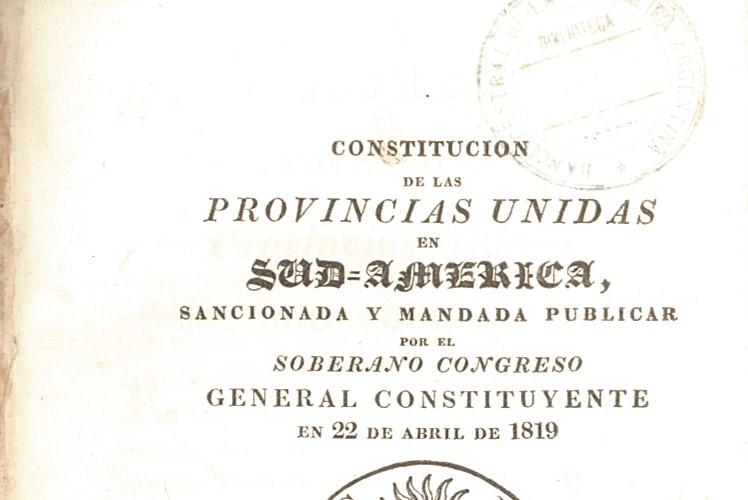 BIBLIOTECA
CONSTITUCION
DE LAS
PROVINCIAS UNIDAS
EN
SUD=AMERICA,
SANCIONADA Y MANDADA PUBLICAR
POR EL
SOBERANO CONGRESO
GENERAL CONSTITUYENTE
EN 22 DE ABRIL DE 1819